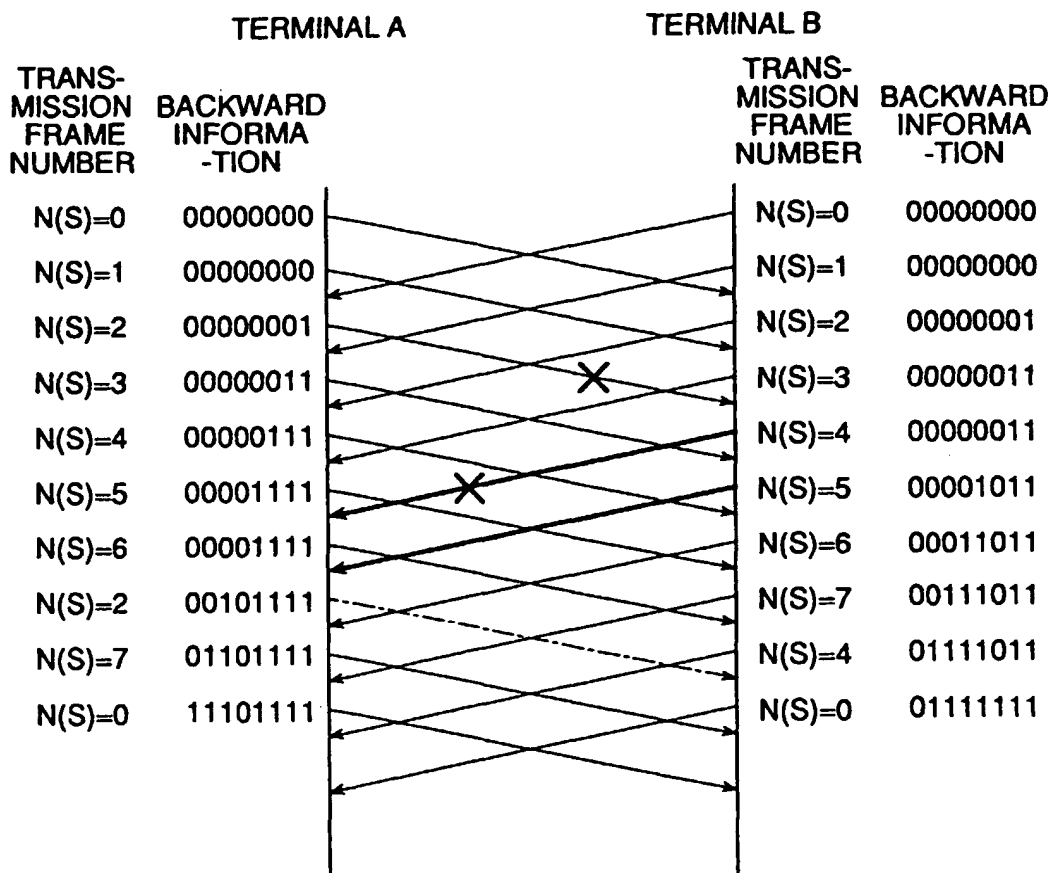 TERMINAL A TERMINAL B
TRANS-
MISSION
FRAME
NUMBER
BACKWARD
INFORMA
-TION
TRANS-
MISSION
FRAME
NUMBER
BACKWARD
INFORMA
-TION
N(S)=0 00000000 N(S)=0 00000000
N(S)=1 00000000 N(S)=1 00000000
N(S)=2 00000001 N(S)=2 00000001
N(S)=3 00000011 N(S)=3 00000011
N(S)=4 00000111 N(S)=4 00000011
N(S)=5 00001111 N(S)=5 00001011
N(S)=6 00001111 N(S)=6 00011011
N(S)=2 00101111 N(S)=7 00111011
N(S)=7 01101111 N(S)=4 01111011
N(S)=0 11101111 N(S)=0 01111111